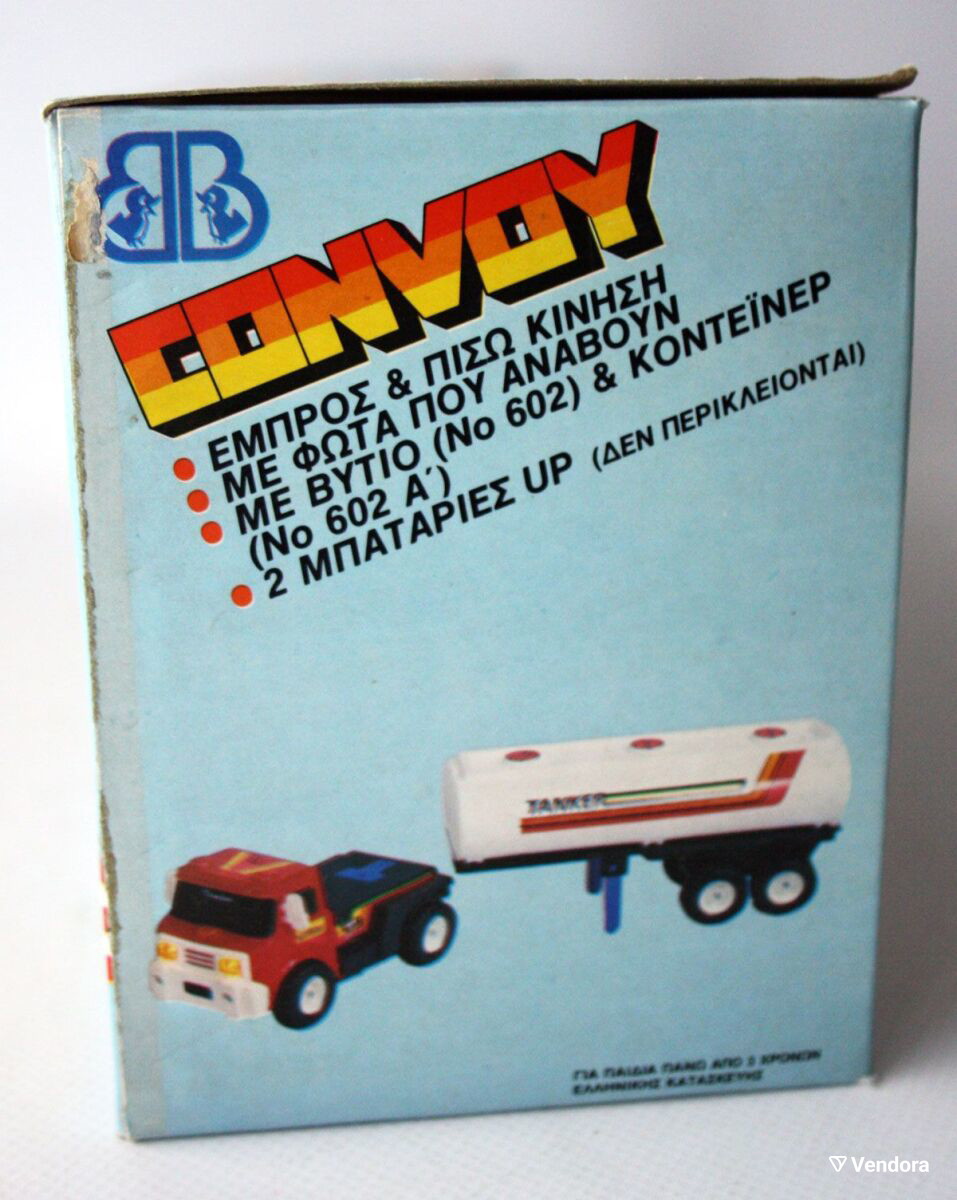 BB
CONVOY
ΕΜΠΡΟΣ & ΠΙΣΩ ΚΙΝΗΣΗ
ΜΕ ΦΩΤΑ ΠΟΥ ΑΝΑΒΟΥΝ
ΜΕ ΒΥΤΙΟ (Νο 602) & ΚΟΝΤΕΪΝΕΡ
(Νο 602 Α΄)
2 ΜΠΑΤΑΡΙΕΣ UP (ΔΕΝ ΠΕΡΙΚΛΕΙΟΝΤΑΙ)
TANKER
ΓΙΑ ΠΑΙΔΙΑ ΠΑΝΩ ΑΠΟ 3 ΧΡΟΝΩΝ
ΕΛΛΗΝΙΚΗΣ ΚΑΤΑΣΚΕΥΗΣ
Vendora